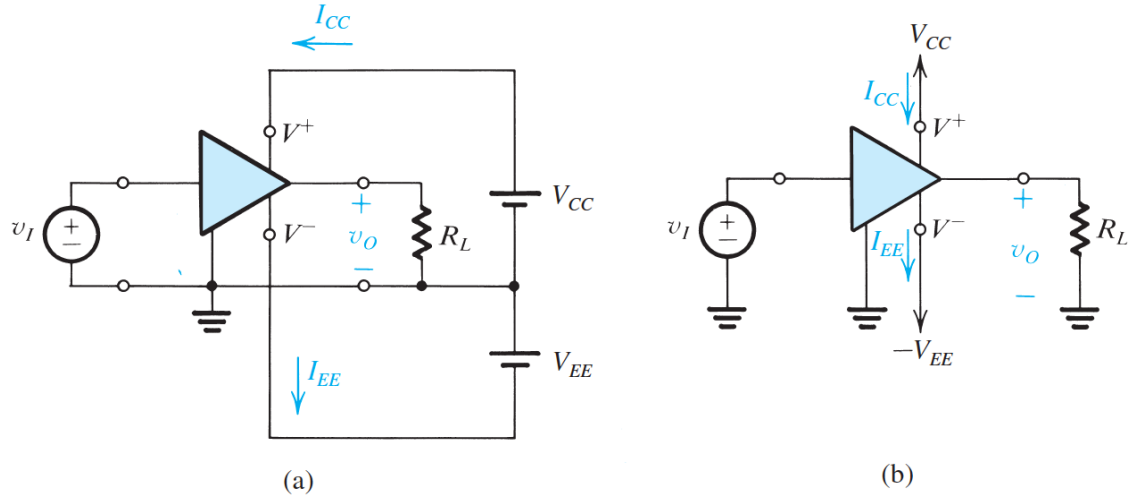 I_CC
V^+
v_I
+
−
V^−
+
v_O
−
R_L
V_CC
I_EE
V_EE
(a)
V_CC
I_CC
V^+
v_I
+
−
V^−
I_EE
+
v_O
−
R_L
−V_EE
(b)